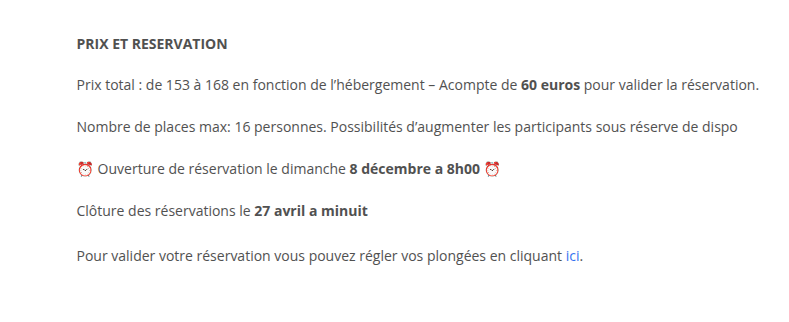 PRIX ET RESERVATION
Prix total : de 153 à 168 en fonction de l’hébergement – Acompte de 60 euros pour valider la réservation.
Nombre de places max: 16 personnes. Possibilités d’augmenter les participants sous réserve de dispo
⏰ Ouverture de réservation le dimanche 8 décembre a 8h00 ⏰
Clôture des réservations le 27 avril a minuit
Pour valider votre réservation vous pouvez régler vos plongées en cliquant ici.